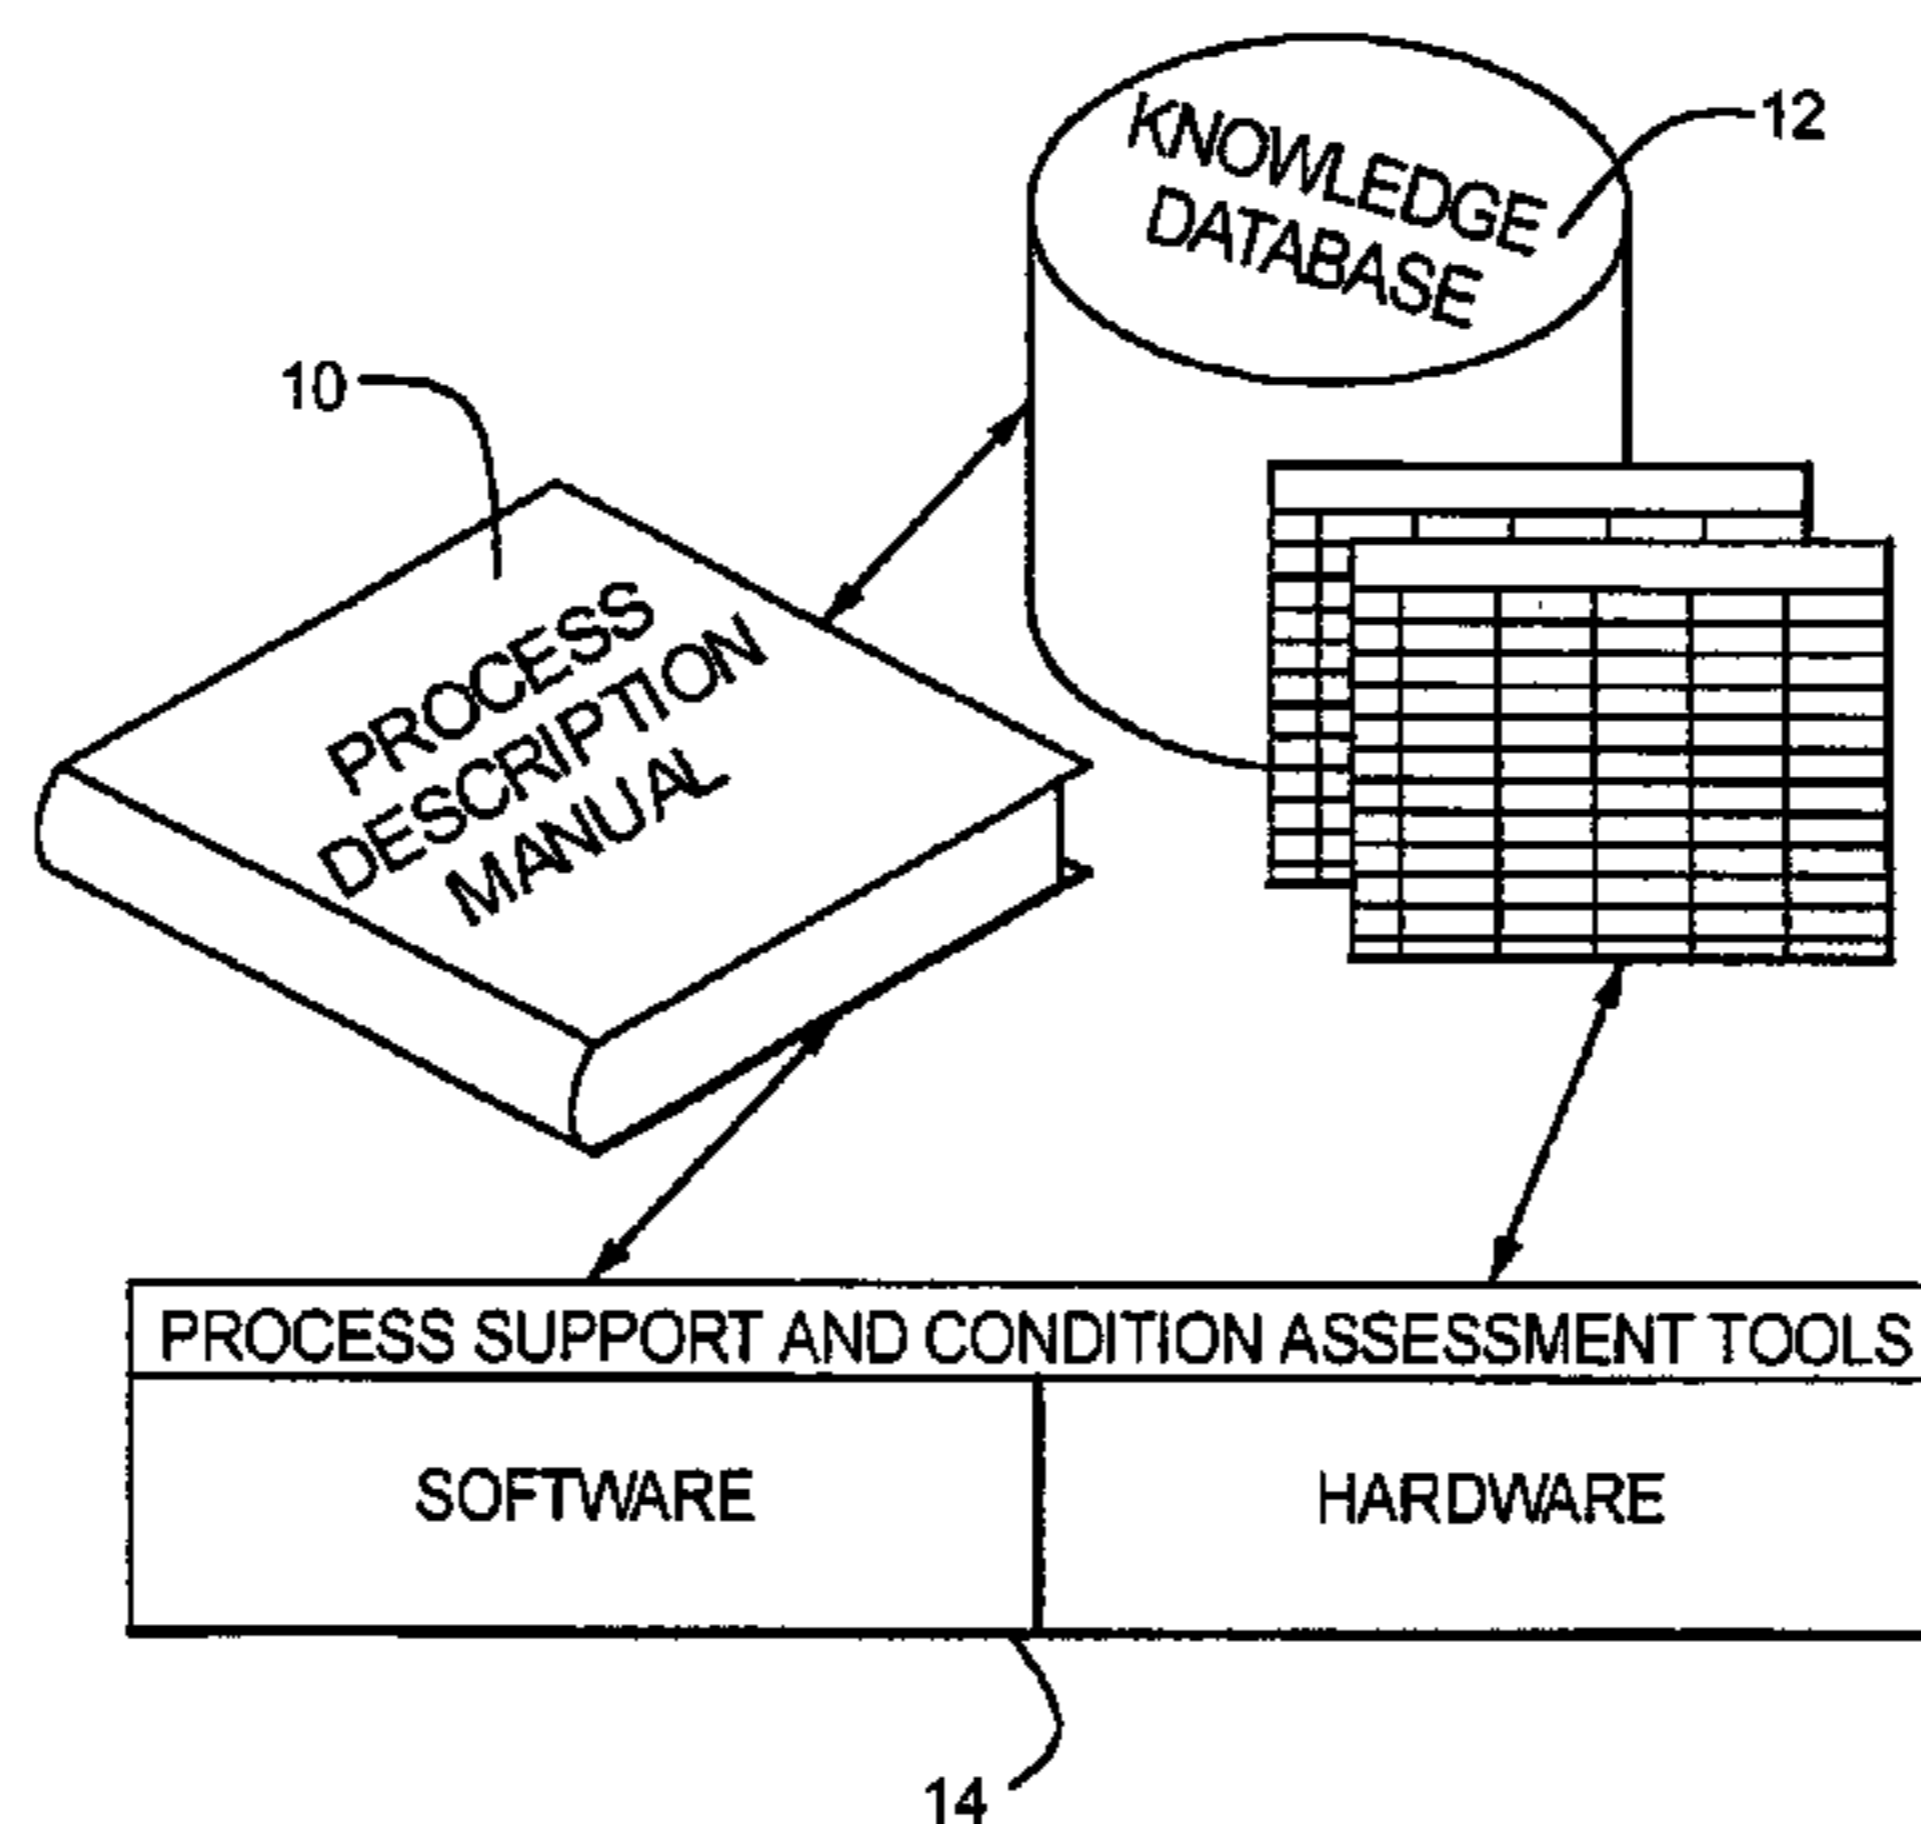 KNOWLEDGE
DATABASE
12
10
PROCESS
DESCRIPTION
MANUAL
PROCESS SUPPORT AND CONDITION ASSESSMENT TOOLS
SOFTWARE
HARDWARE
14